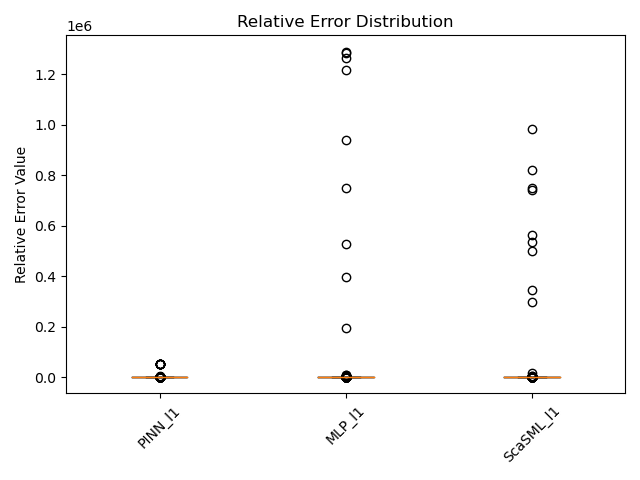 Relative Error Distribution
1e6
1.2
1.0
0.8
0.6
0.4
0.2
0.0
Relative Error Value
PINN_l1
MLP_l1
ScaSML_l1